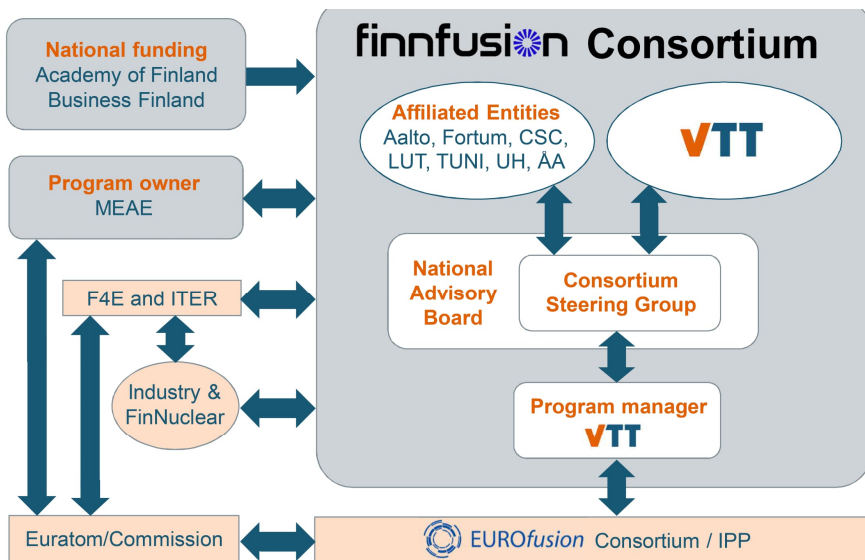 National funding
Academy of Finland
Business Finland
Program owner
MEAE
F4E and ITER
Industry &
FinNuclear
Euratom/Commission
finnfusion Consortium
Affiliated Entities
Aalto, Fortum, CSC,
LUT, TUNI, UH, ÅA
VTT
National
Advisory
Board
Consortium
Steering Group
Program manager
VTT
EUROfusion Consortium / IPP